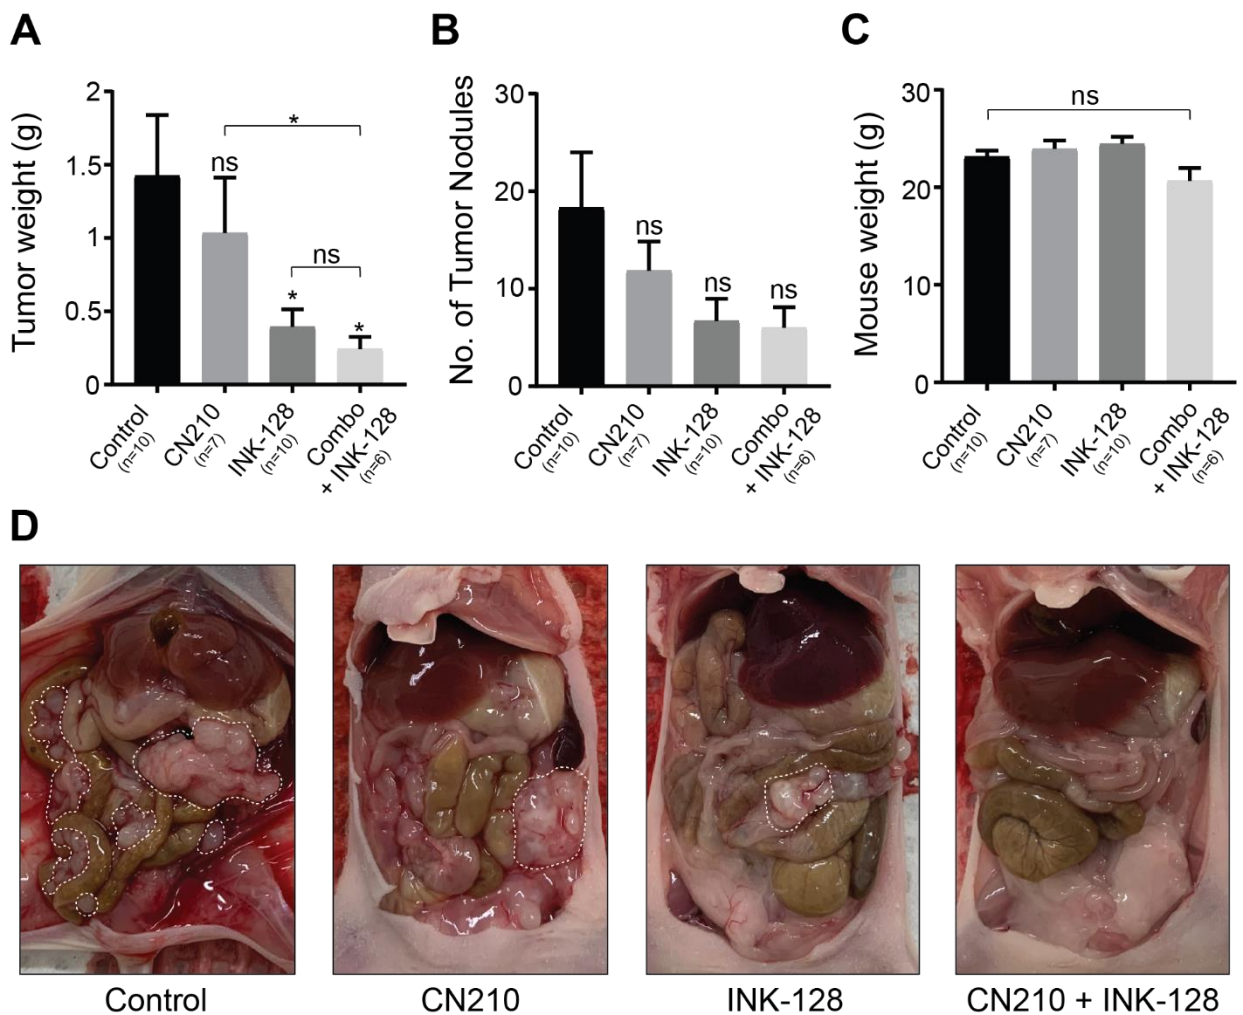 A
Tumor weight (g)
2
1.5
1
0.5
0
*
ns
ns
*
*
Control
(n=10)
CN210
(n=7)
INK-128
(n=10)
Combo
+ INK-128
(n=6)
B
No. of Tumor Nodules
30
20
10
0
ns
ns
ns
Control
(n=10)
CN210
(n=7)
INK-128
(n=10)
Combo
+ INK-128
(n=6)
C
Mouse weight (g)
30
20
10
0
ns
Control
(n=10)
CN210
(n=7)
INK-128
(n=10)
Combo
+ INK-128
(n=6)
D
Control
CN210
INK-128
CN210 + INK-128